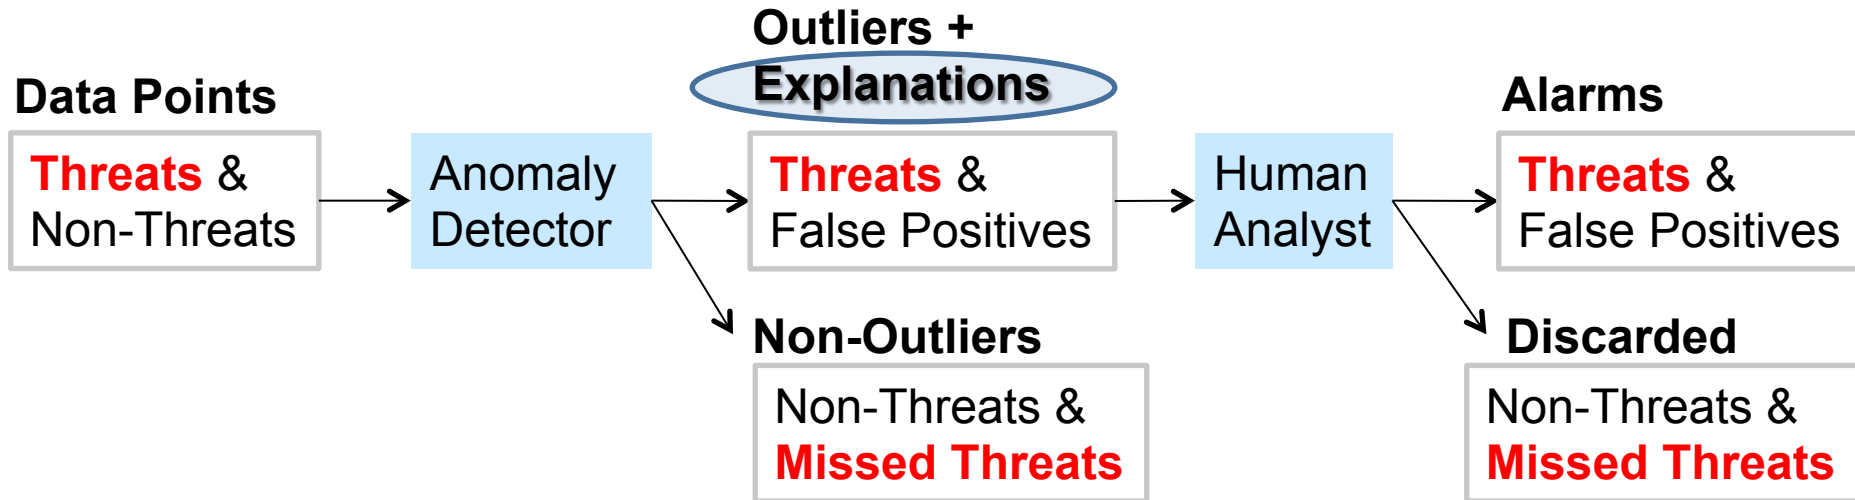 Data Points
Threats &
Non-Threats
Anomaly
Detector
Outliers +
Explanations
Threats &
False Positives
Non-Outliers
Non-Threats &
Missed Threats
Human
Analyst
Alarms
Threats &
False Positives
Discarded
Non-Threats &
Missed Threats